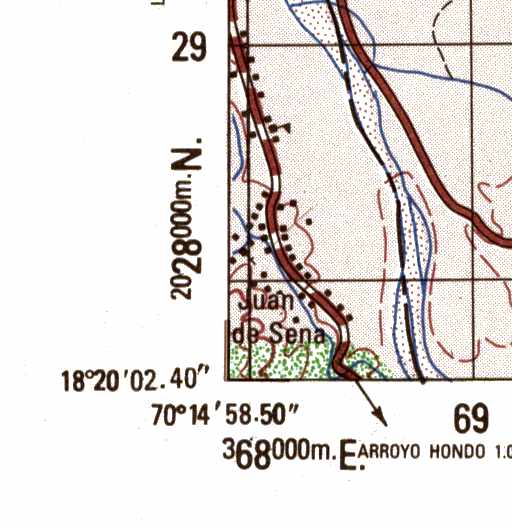 29
2028000m.N.
Juan
de Sena
18°20'02.40"
70°14'58.50"
69
368000m.E.
ARROYO HONDO 1.0